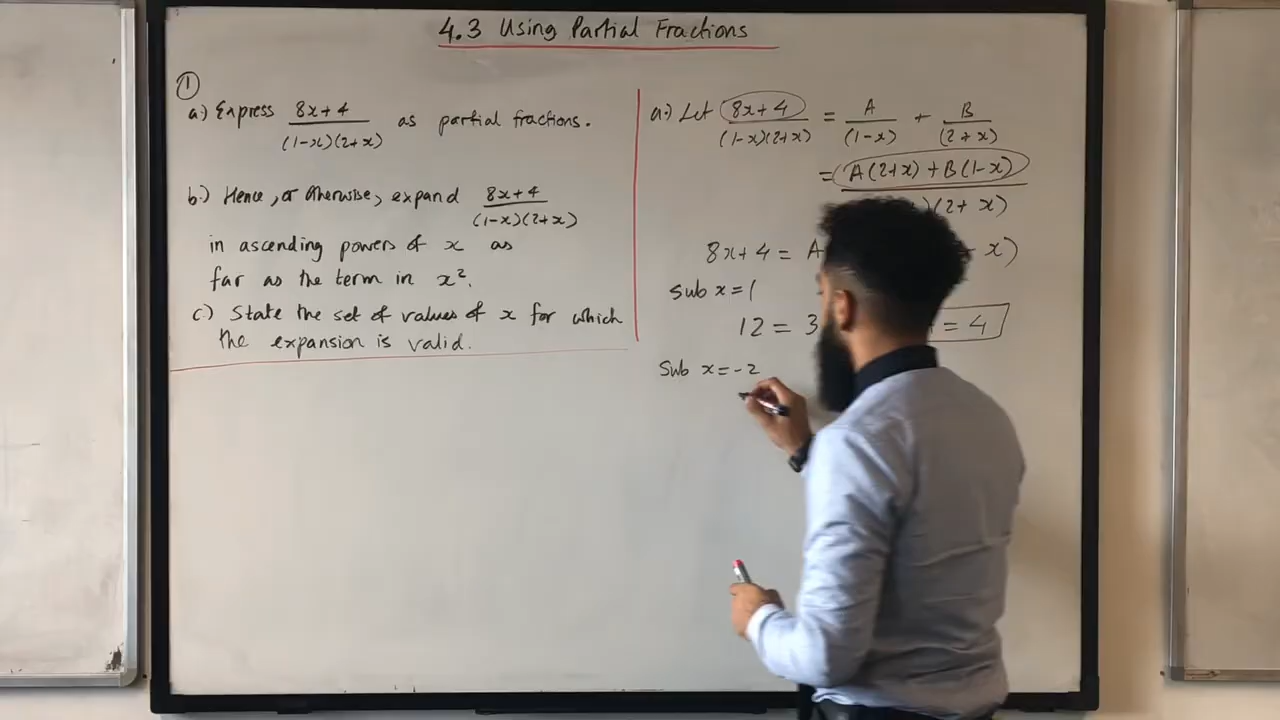 4.3 Using Partial Fractions
①
a.) Express (8x+4)/((1-x)(2+x)) as partial fractions.
b.) Hence, or otherwise, expand (8x+4)/((1-x)(2+x))
in ascending powers of x as
far as the term in x².
c.) State the set of values of x for which
the expansion is valid.
a.) Let (8x+4)/((1-x)(2+x)) = A/(1-x) + B/(2+x)
= A(2+x) + B(1-x)
)(2+x)
8x+4 = A x)
Sub x=1
12 = 3 = 4
Sub x=-2